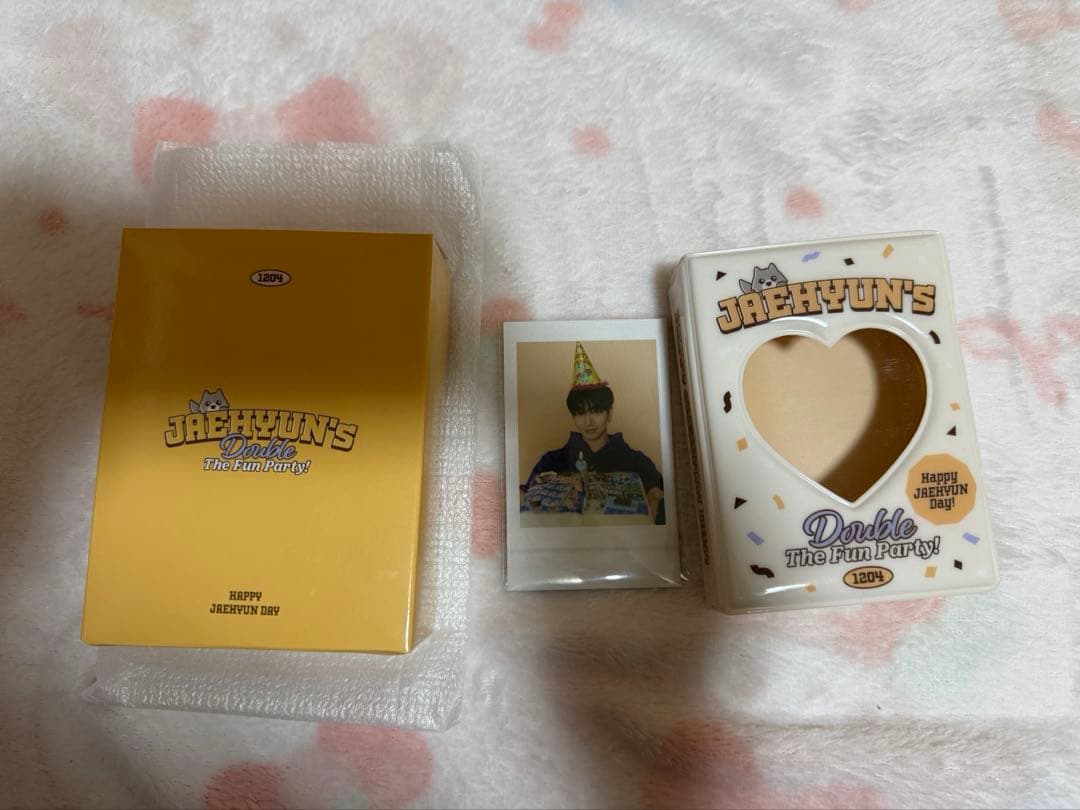 1204
JAEHYUN'S
Double
The Fun Party!
HAPPY
JAEHYUN DAY
JAEHYUN'S
Happy
JAEHYUN
Day!
Double
The Fun Party!
1204